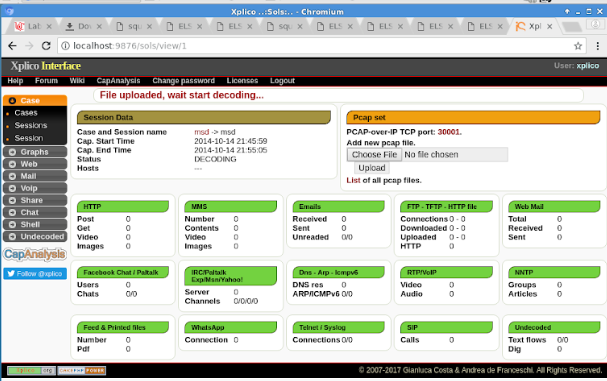 Xplico ...:Sols:.. - Chromium
Lal
Dow
squ
ELS
squ
ELS
ELS
ELS
ELS
Xpl
localhost:9876/sols/view/1
Xplico Interface
User: xplico
Help Forum Wiki CapAnalysis Change password Licenses Logout
File uploaded, wait start decoding...
Case
Cases
Sessions
Session
Graphs
Web
Mail
Voip
Share
Chat
Shell
Undecoded
CapAnalysis
Follow @xplico
Session Data
Case and Session name msd -> msd
Cap. Start Time 2014-10-14 21:45:59
Cap. End Time 2014-10-14 21:55:05
Status DECODING
Hosts ---
Pcap set
PCAP-over-IP TCP port: 30001.
Add new pcap file.
Choose File No file chosen
Upload
List of all pcap files.
HTTP
Post 0
Get 0
Video 0
Images 0
MMS
Number 0
Contents 0
Video 0
Images 0
Emails
Received 0
Sent 0
Unreaded 0/0
FTP - TFTP - HTTP file
Connections 0 - 0
Downloaded 0 - 0
Uploaded 0 - 0
HTTP 0
Web Mail
Total 0
Received 0
Sent 0
Facebook Chat / Paltalk
Users 0
Chats 0/0
IRC/Paltalk
Exp/Msn/Yahoo!
Server 0
Channels 0/0/0/0
Dns - Arp - Icmpv6
DNS res 0
ARP/ICMPv6 0/0
RTP/VoIP
Video 0
Audio 0
NNTP
Groups 0
Articles 0
Feed & Printed files
Number 0
Pdf 0
WhatsApp
Connection 0
Telnet / Syslog
Connections 0/0
SIP
Calls 0
Undecoded
Text flows 0/0
Dig 0
CAKEPHP POWER
© 2007-2017 Gianluca Costa & Andrea de Franceschi. All Rights Reserved.